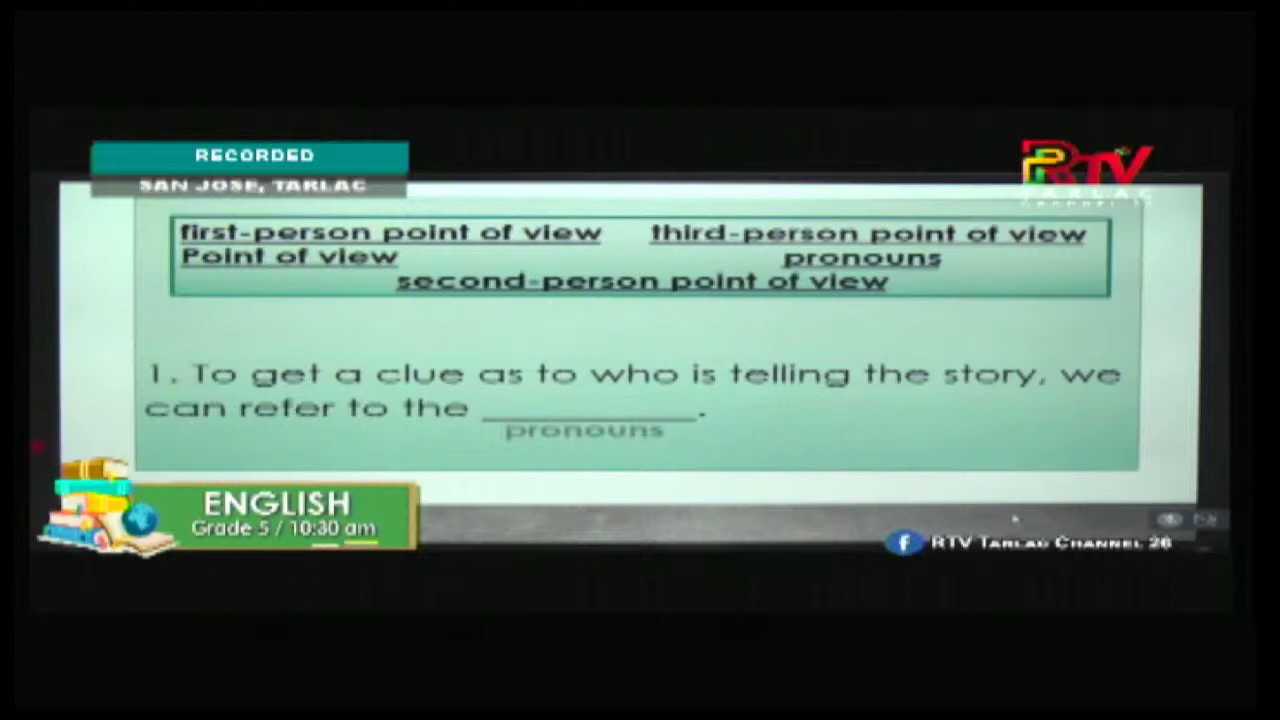 RECORDED
SAN JOSE, TARLAC
RTV
TARLAC
first-person point of view third-person point of view
Point of view pronouns
second-person point of view
1. To get a clue as to who is telling the story, we
can refer to the __________.
pronouns
ENGLISH
Grade 5 / 10:30 am
RTV TARLAC CHANNEL 26